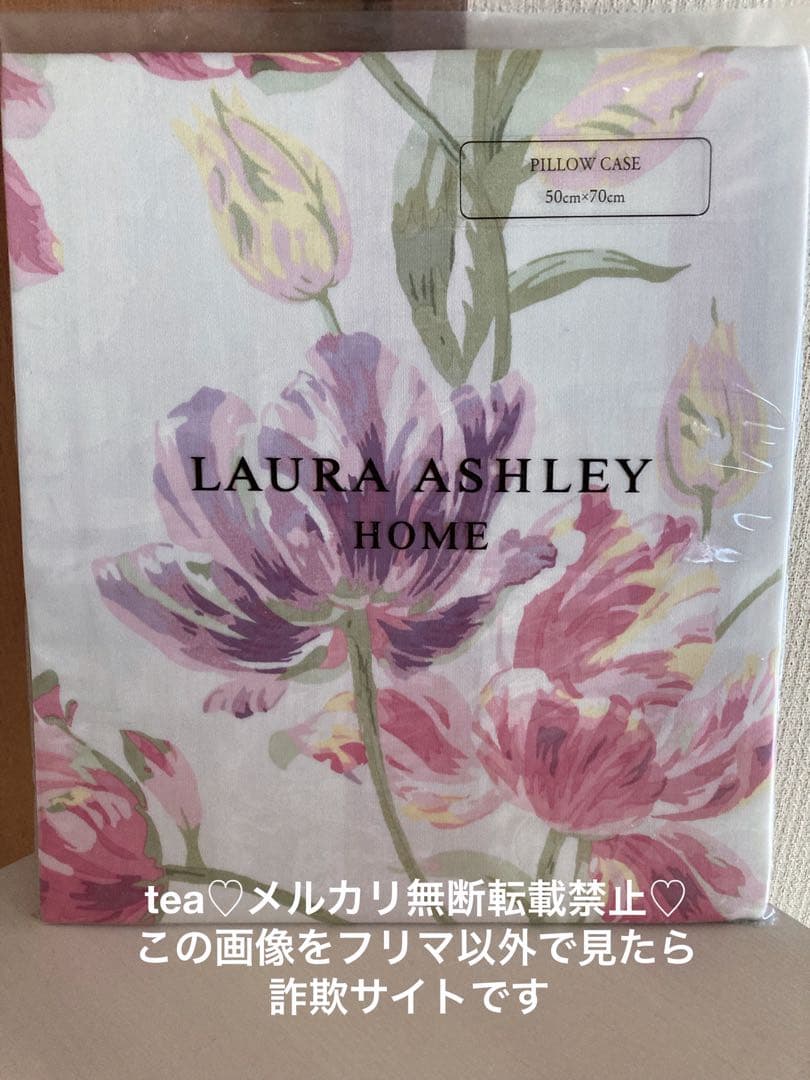 PILLOW CASE
50cm×70cm
LAURA ASHLEY
HOME
tea♡メルカリ無断転載禁止♡
この画像をフリマ以外で見たら
詐欺サイトです